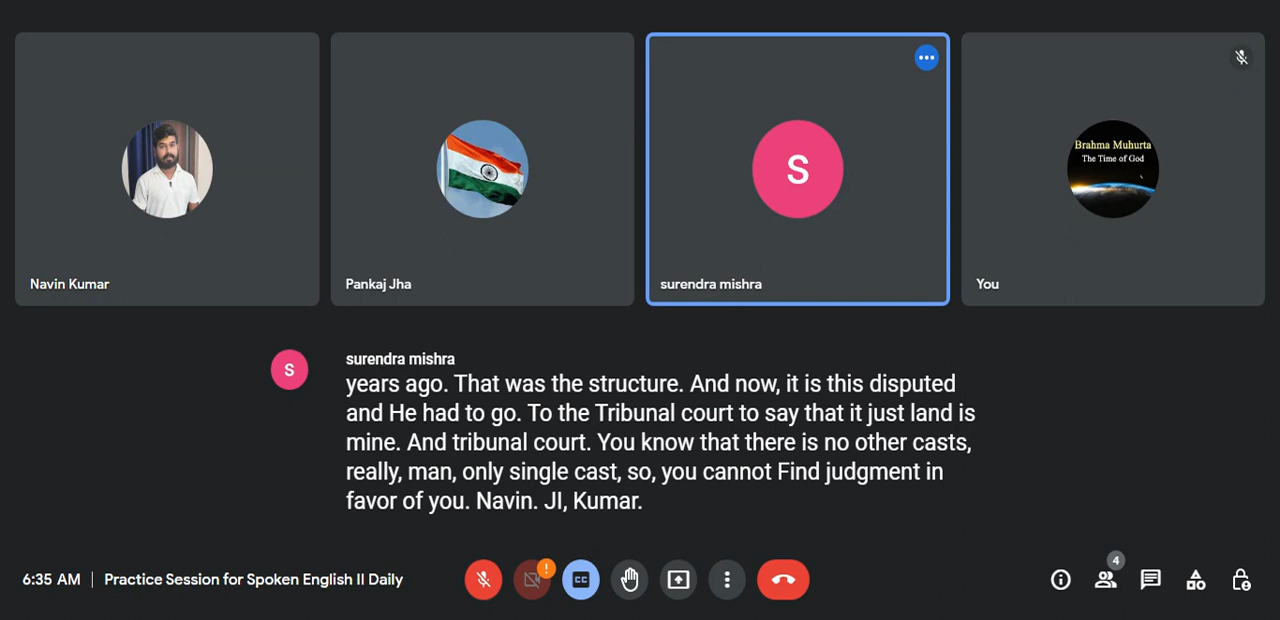 Brahma Muhurta
The Time of God
S
Navin Kumar
Pankaj Jha
surendra mishra
You
S
surendra mishra
years ago. That was the structure. And now, it is this disputed
and He had to go. To the Tribunal court to say that it just land is
mine. And tribunal court. You know that there is no other casts,
really, man, only single cast, so, you cannot Find judgment in
favor of you. Navin. JI, Kumar.
6:35 AM | Practice Session for Spoken English II Daily
!
CC
4